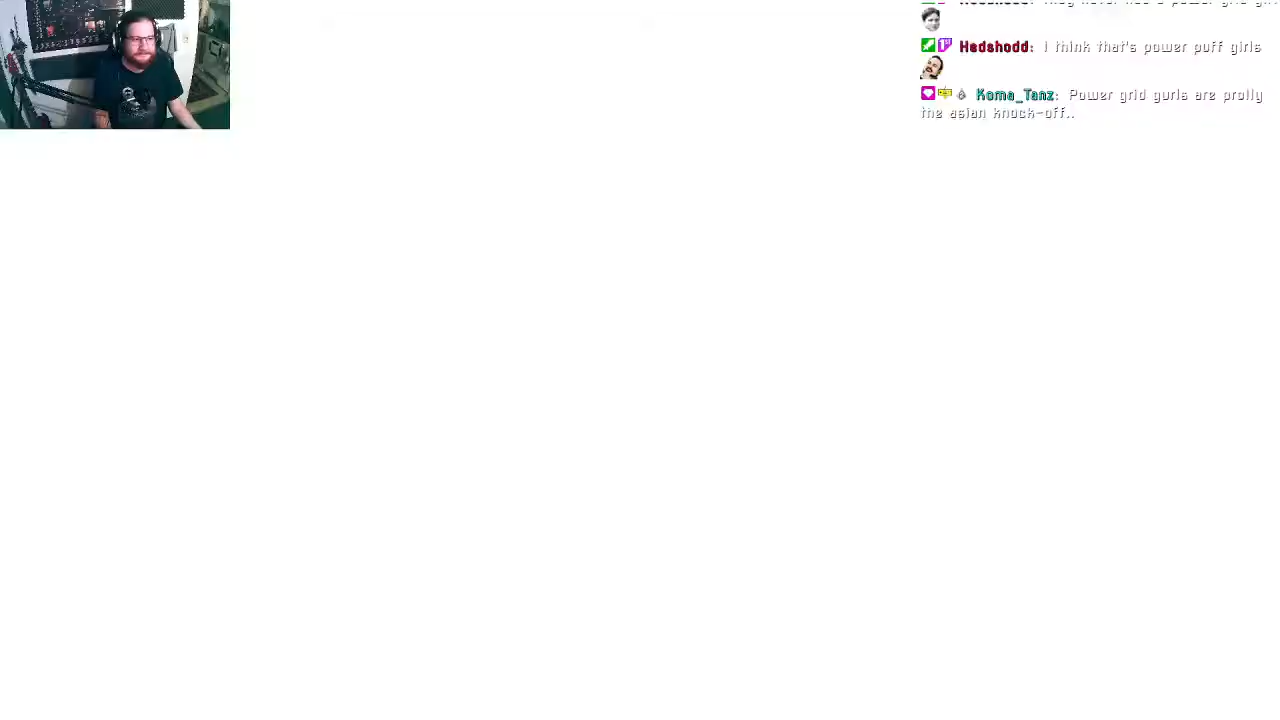 Hedshodd: I think that's power puff girls
Koma_Tanz: Power grid gurls are prolly
the asian knock-off..